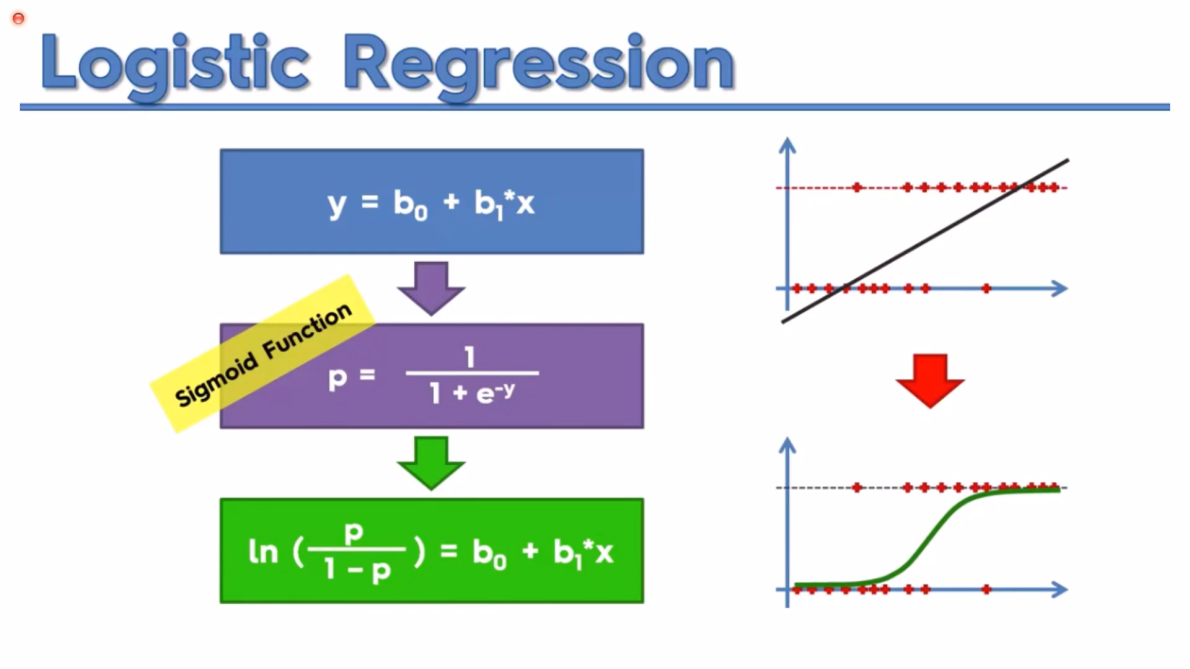 Logistic Regression
y = b₀ + b₁*x
Sigmoid Function
p = 1 / (1 + e⁻ʸ)
ln ( p / (1 − p) ) = b₀ + b₁*x